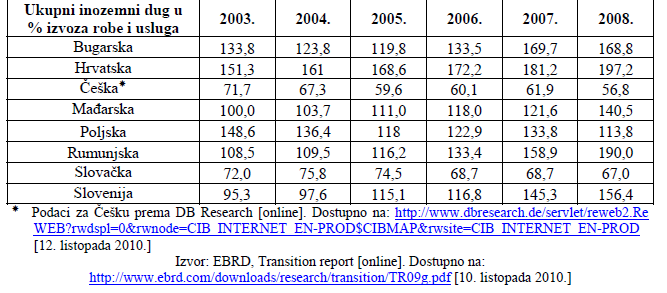 Ukupni inozemni dug u % izvoza robe i usluga 2003. 2004. 2005. 2006. 2007. 2008.
Bugarska 133,8 123,8 119,8 133,5 169,7 168,8
Hrvatska 151,3 161 168,6 172,2 181,2 197,2
Češka* 71,7 67,3 59,6 60,1 61,9 56,8
Mađarska 100,0 103,7 111,0 118,0 121,6 140,5
Poljska 148,6 136,4 118 122,9 133,8 113,8
Rumunjska 108,5 109,5 116,2 133,4 158,9 190,0
Slovačka 72,0 75,8 74,5 68,7 68,7 67,0
Slovenija 95,3 97,6 115,1 116,8 145,3 156,4
* Podaci za Češku prema DB Research [online]. Dostupno na: http://www.dbresearch.de/servlet/reweb2.Re
WEB?rwdspl=0&rwnode=CIB_INTERNET_EN-PROD$CIBMAP&rwsite=CIB_INTERNET_EN-PROD
[12. listopada 2010.]
Izvor: EBRD, Transition report [online]. Dostupno na:
http://www.ebrd.com/downloads/research/transition/TR09g.pdf [10. listopada 2010.]